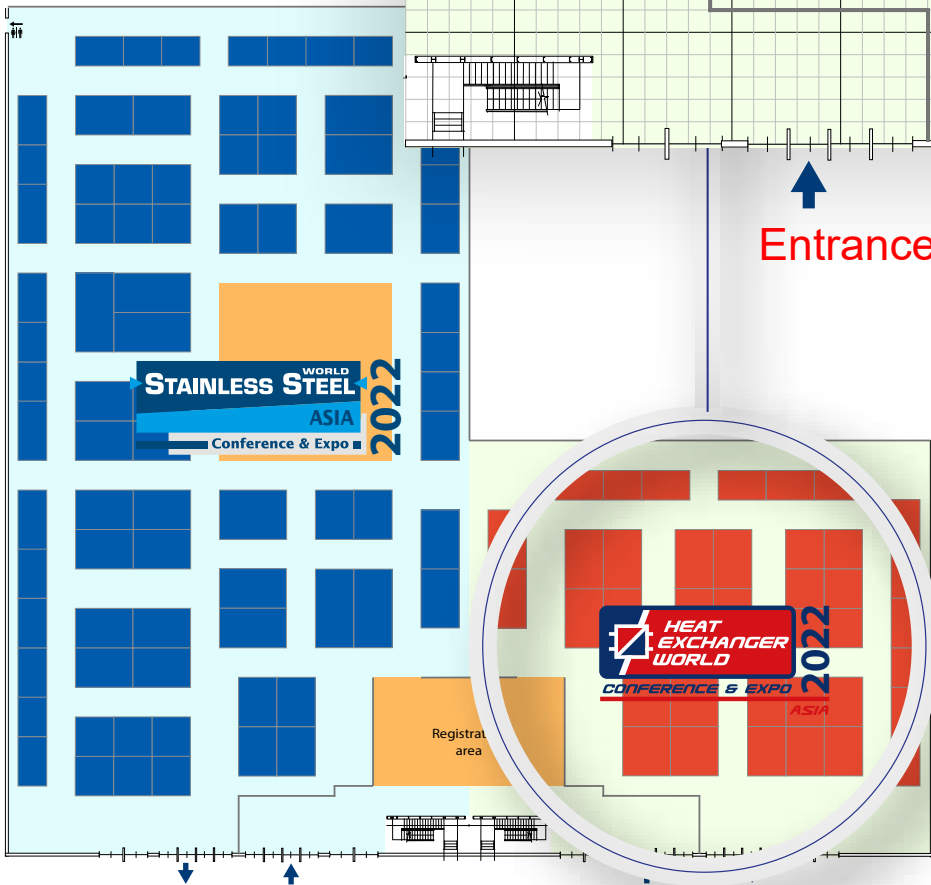 Entrance
WORLD
STAINLESS STEEL
ASIA
Conference & Expo
2022
HEAT
EXCHANGER
WORLD
CONFERENCE & EXPO
ASIA
2022
Registrat
area